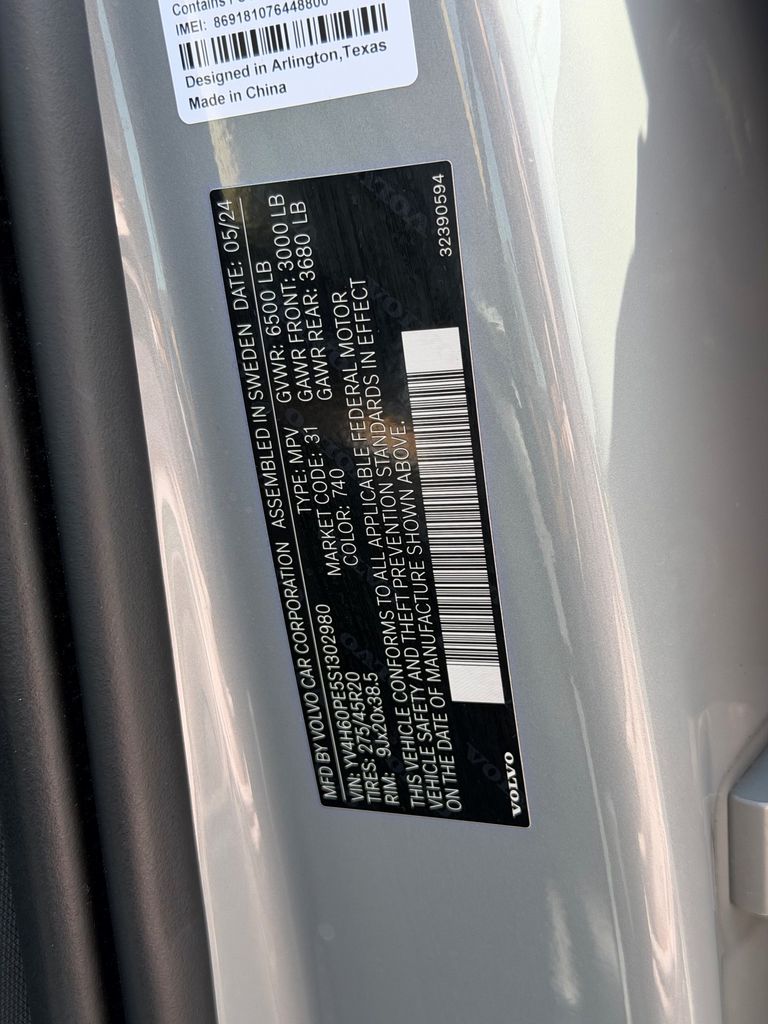 IMEI: 869181076448800
Designed in Arlington,Texas
Made in China
MFD BY VOLVO CAR CORPORATION ASSEMBLED IN SWEDEN DATE: 05/24
VIN: YV4H60PE5S1302980 TYPE: MPV GVWR: 6500 LB
TIRES: 275/45R20 MARKET CODE: 31 GAWR FRONT: 3000 LB
RIM: 9Jx20x38.5 COLOR: 740 GAWR REAR: 3680 LB
THIS VEHICLE CONFORMS TO ALL APPLICABLE FEDERAL MOTOR
VEHICLE SAFETY AND THEFT PREVENTION STANDARDS IN EFFECT
ON THE DATE OF MANUFACTURE SHOWN ABOVE.
VOLVO
32390594